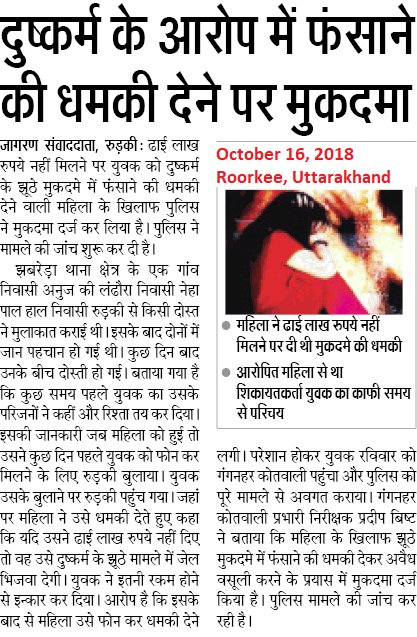 दुष्कर्म के आरोप में फंसाने
की धमकी देने पर मुकदमा
जागरण संवाददाता, रुड़की: ढाई लाख
रुपये नहीं मिलने पर युवक को दुष्कर्म
के झूठे मुकदमे में फंसाने की धमकी
देने वाली महिला के खिलाफ पुलिस
ने मुकदमा दर्ज कर लिया है। पुलिस ने
मामले की जांच शुरू कर दी है।
झबरेड़ा थाना क्षेत्र के एक गांव
निवासी अनुज की लंढौरा निवासी नेहा
पाल हाल निवासी रुड़की से किसी दोस्त
ने मुलाकात कराई थी। इसके बाद दोनों में
जान पहचान हो गई थी। कुछ दिन बाद
उनके बीच दोस्ती हो गई। बताया गया है
कि कुछ समय पहले युवक का उसके
परिजनों ने कहीं और रिश्ता तय कर दिया।
इसकी जानकारी जब महिला को हुई तो
उसने कुछ दिन पहले युवक को फोन कर
मिलने के लिए रुड़की बुलाया। युवक
उसके बुलाने पर रुड़की पहुंच गया। जहां
पर महिला ने उसे धमकी देते हुए कहा
कि यदि उसने ढाई लाख रुपये नहीं दिए
तो वह उसे दुष्कर्म के झूठे मामले में जेल
भिजवा देगी। युवक ने इतनी रकम होने
से इन्कार कर दिया। आरोप है कि इसके
बाद से महिला उसे फोन कर धमकी देने
October 16, 2018
Roorkee, Uttarakhand
● महिला ने ढाई लाख रुपये नहीं
मिलने पर दी थी मुकदमे की धमकी
● आरोपित महिला से था
शिकायतकर्ता युवक का काफी समय
से परिचय
लगी। परेशान होकर युवक रविवार को
गंगनहर कोतवाली पहुंचा और पुलिस को
पूरे मामले से अवगत कराया। गंगनहर
कोतवाली प्रभारी निरीक्षक प्रदीप बिष्ट
ने बताया कि महिला के खिलाफ झूठे
मुकदमे में फंसाने की धमकी देकर अवैध
वसूली करने के प्रयास में मुकदमा दर्ज
किया है। पुलिस मामले की जांच कर
रही है।